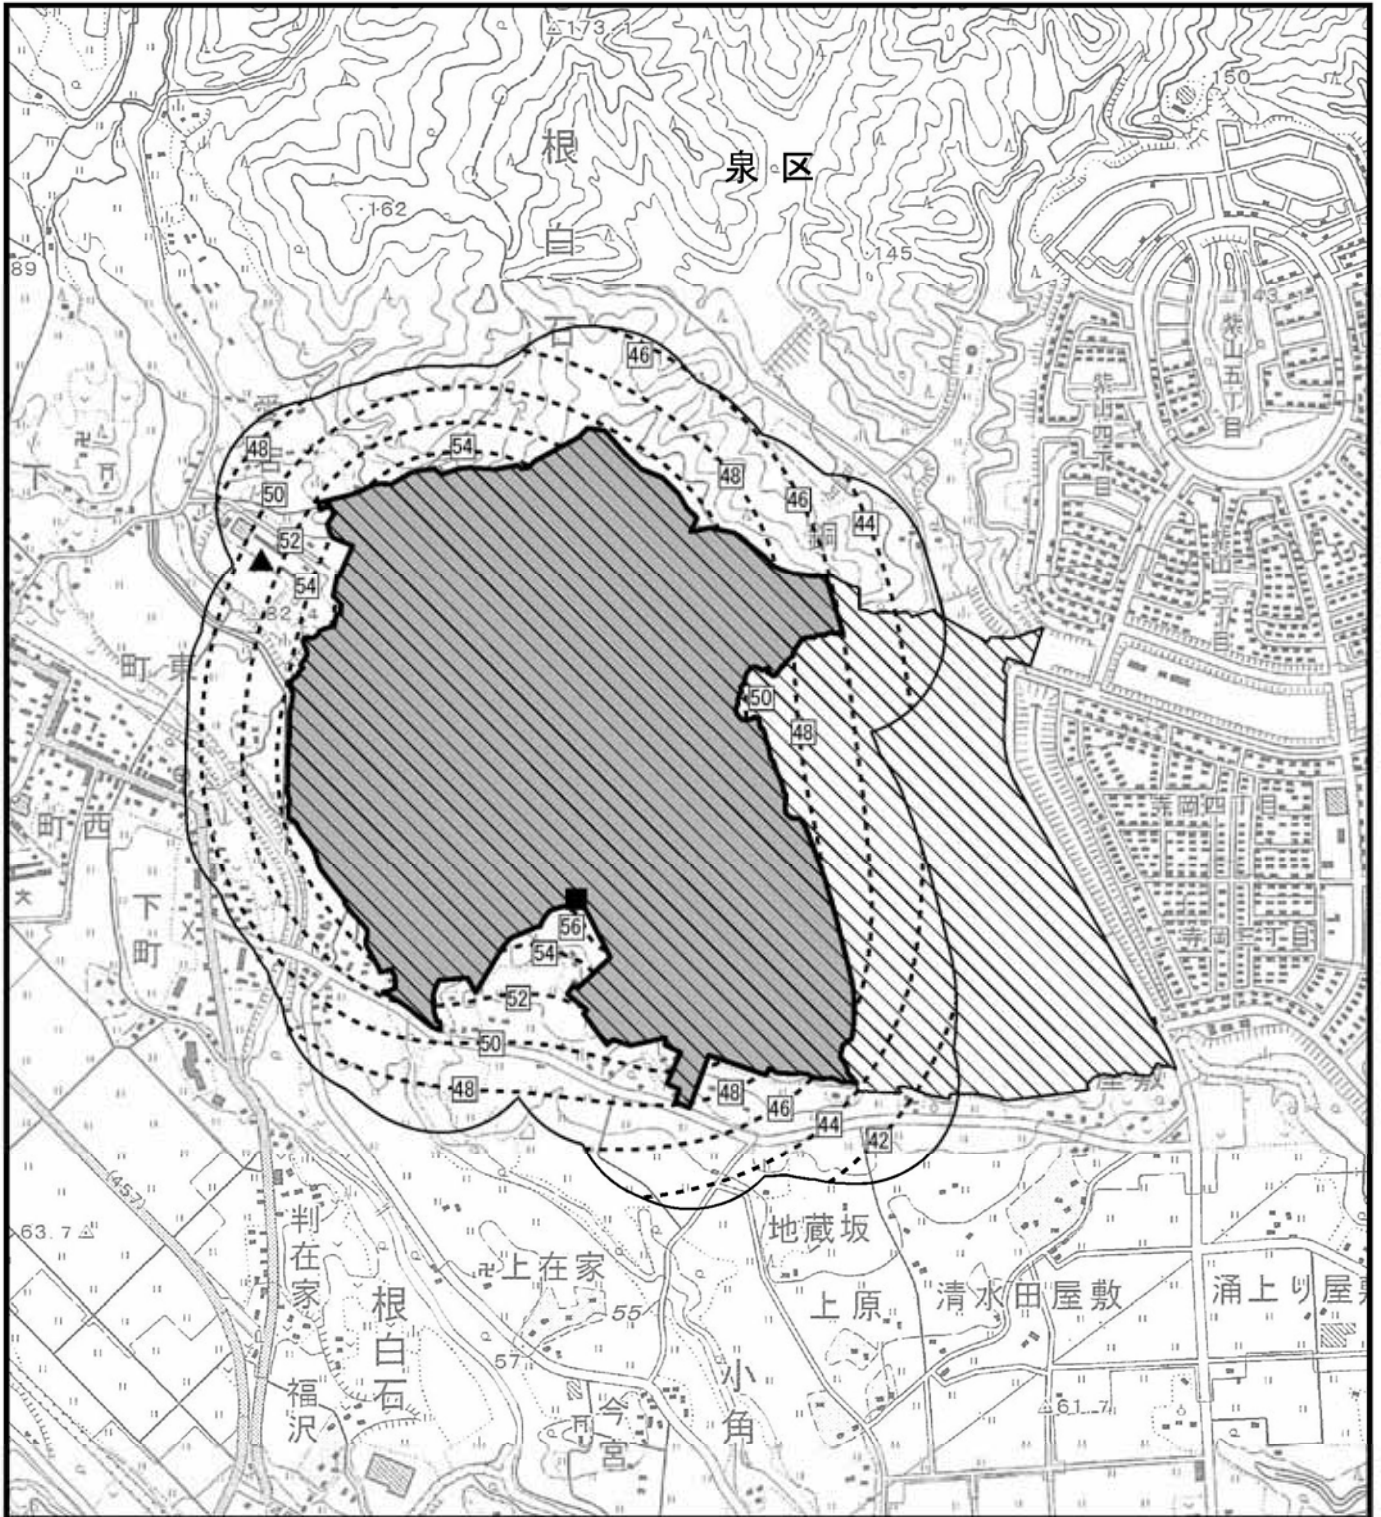 173.1
150
根白石
泉区
162
145
89
43
紫山五丁目
紫山四丁目
46
48
54
下
50
48
46
44
52
54
82
町東
50
48
寺岡四丁目
町西
下町
56
54
寺岡三丁目
52
50
48
48
46
44
42
(457)
63.7
判在家
地蔵坂
上在家
上原
清水田屋敷
涌上り屋
根白石
55
57
小角
福沢
今宮
61.7